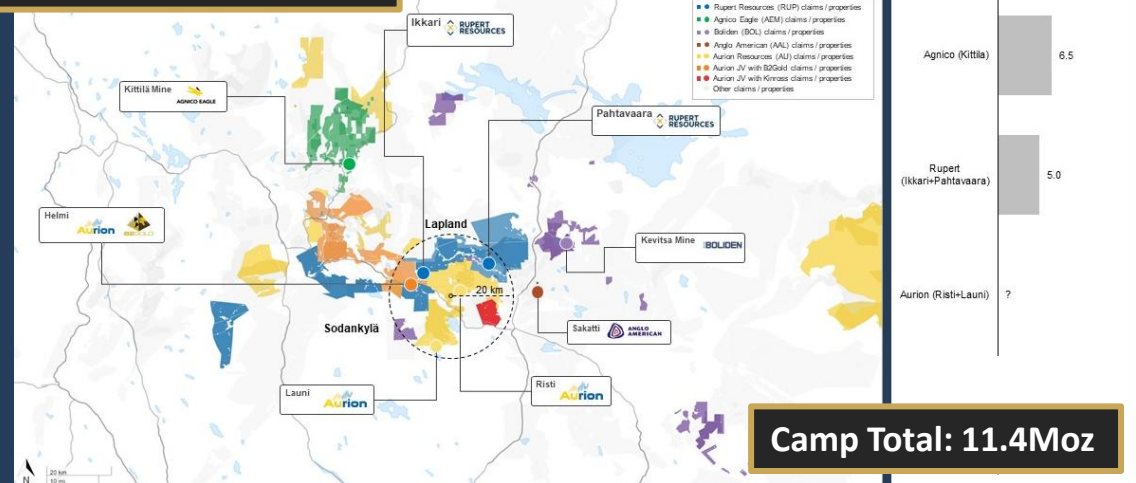 Rupert Resources (RUP) claims / properties
Agnico Eagle (AEM) claims / properties
Boliden (BOL) claims / properties
Anglo American (AAL) claims / properties
Aurion Resources (AU) claims / properties
Aurion JV with B2Gold claims / properties
Aurion JV with Kinross claims / properties
Other claims / properties
Ikkari RUPERT
RESOURCES
Kittilä Mine
AGNICO EAGLE
Pahtavaara RUPERT
RESOURCES
Helmi
Aurion
Lapland
Kevitsa Mine BOLIDEN
20 km
Sodankylä
Sakatti ANGLO
AMERICAN
Launi
Aurion
Risti
Aurion
N
20 km
10 mi
Agnico (Kittila) 6.5
Rupert
(Ikkari+Pahtavaara) 5.0
Aurion (Risti+Launi) ?
Camp Total: 11.4Moz